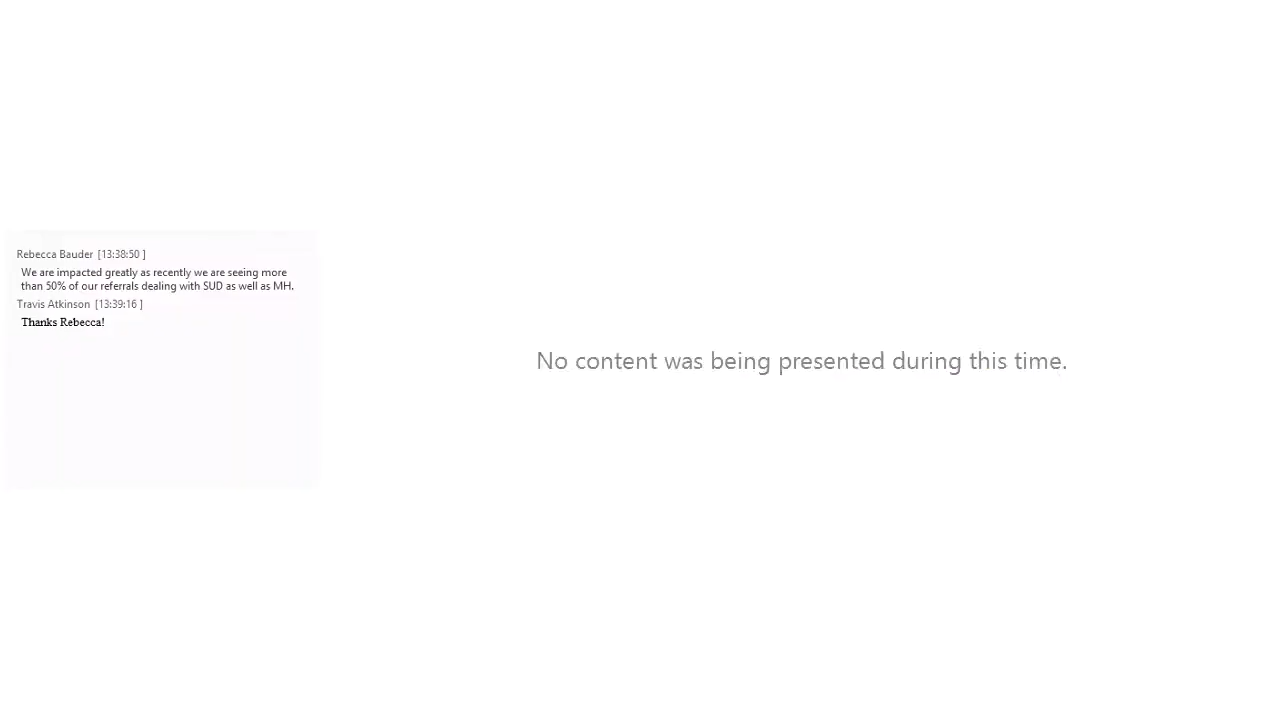 Rebecca Bauder [13:38:50 ]
We are impacted greatly as recently we are seeing more
than 50% of our referrals dealing with SUD as well as MH.
Travis Atkinson [13:39:16 ]
Thanks Rebecca!
No content was being presented during this time.